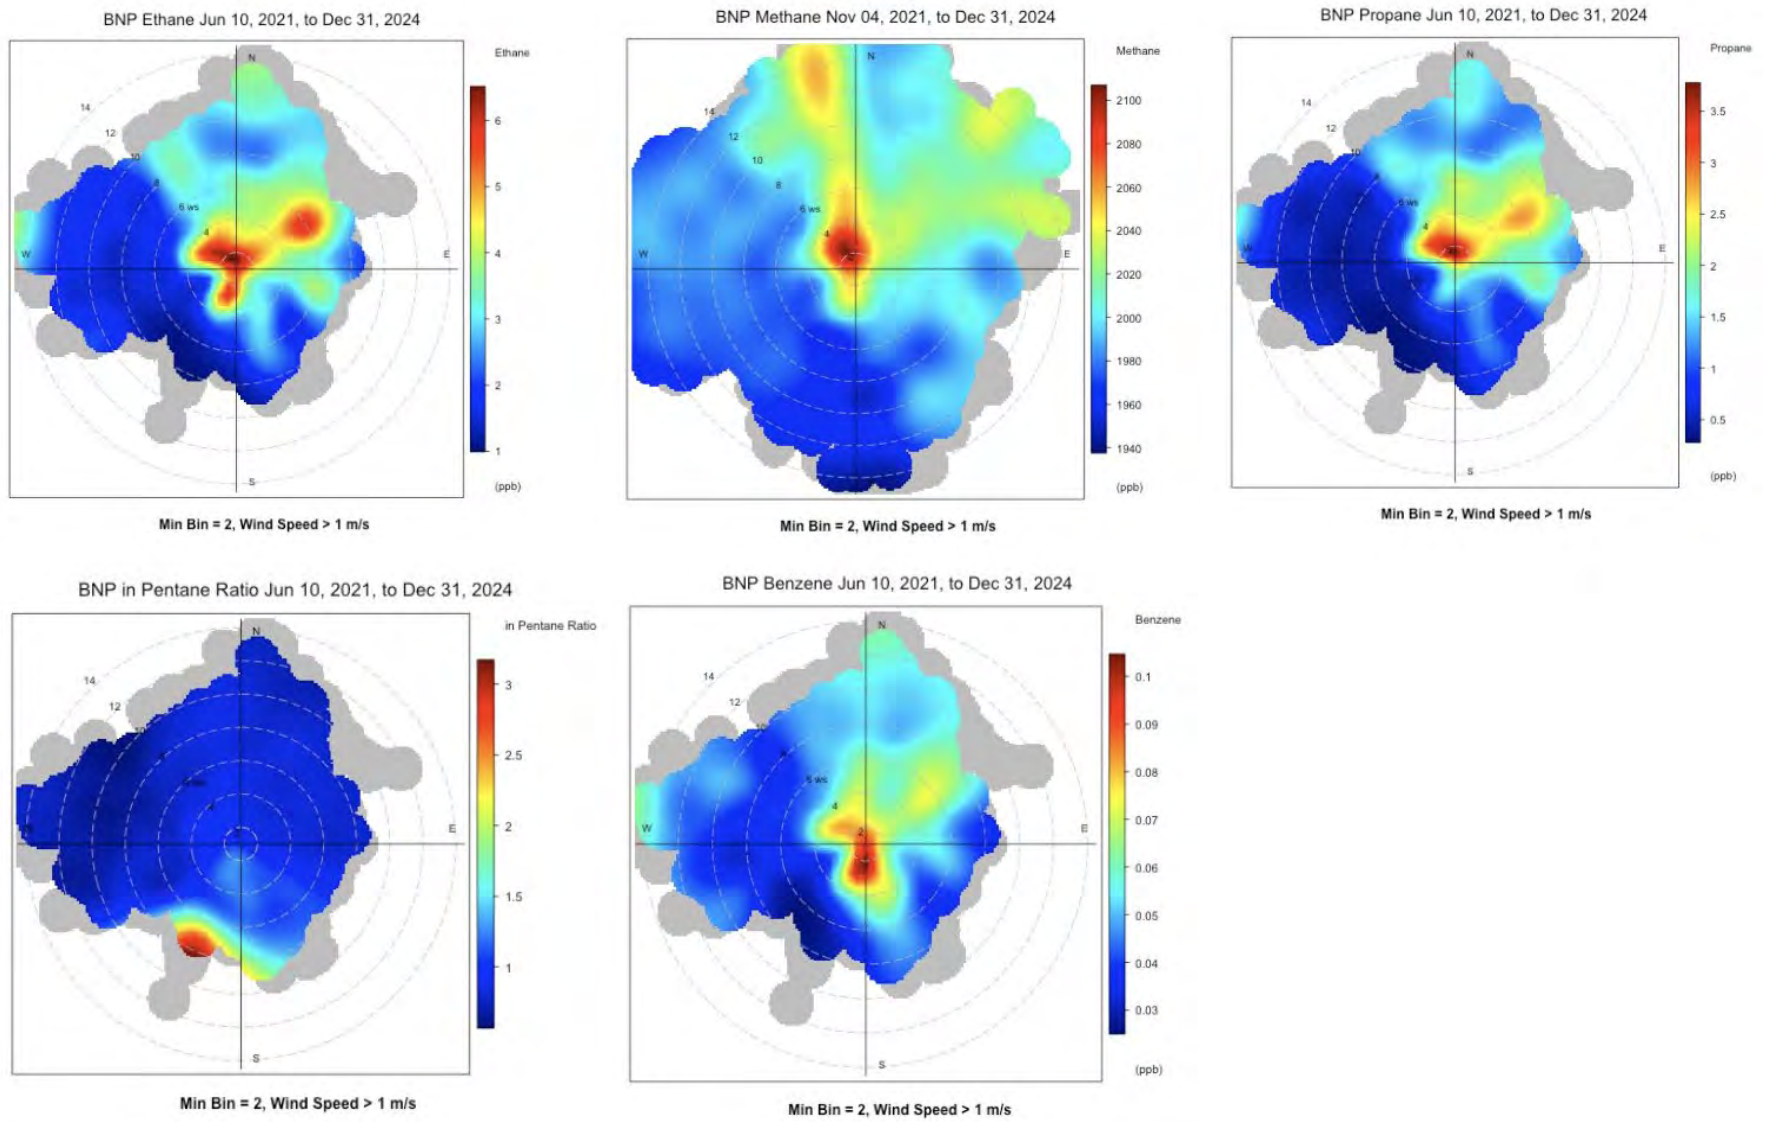 BNP Ethane Jun 10, 2021, to Dec 31, 2024
Ethane
N
14
12
10
8
6 ws
4
W
E
S
6
5
4
3
2
1
(ppb)
Min Bin = 2, Wind Speed > 1 m/s
BNP Methane Nov 04, 2021, to Dec 31, 2024
Methane
N
14
12
10
8
6 ws
4
W
E
2100
2080
2060
2040
2020
2000
1980
1960
1940
(ppb)
Min Bin = 2, Wind Speed > 1 m/s
BNP Propane Jun 10, 2021, to Dec 31, 2024
Propane
N
14
12
10
8
6 ws
4
W
E
S
3.5
3
2.5
2
1.5
1
0.5
(ppb)
Min Bin = 2, Wind Speed > 1 m/s
BNP in Pentane Ratio Jun 10, 2021, to Dec 31, 2024
in Pentane Ratio
N
14
12
10
4
E
S
3
2.5
2
1.5
1
Min Bin = 2, Wind Speed > 1 m/s
BNP Benzene Jun 10, 2021, to Dec 31, 2024
Benzene
N
14
12
10
8
6 ws
4
2
W
E
S
0.1
0.09
0.08
0.07
0.06
0.05
0.04
0.03
(ppb)
Min Bin = 2, Wind Speed > 1 m/s